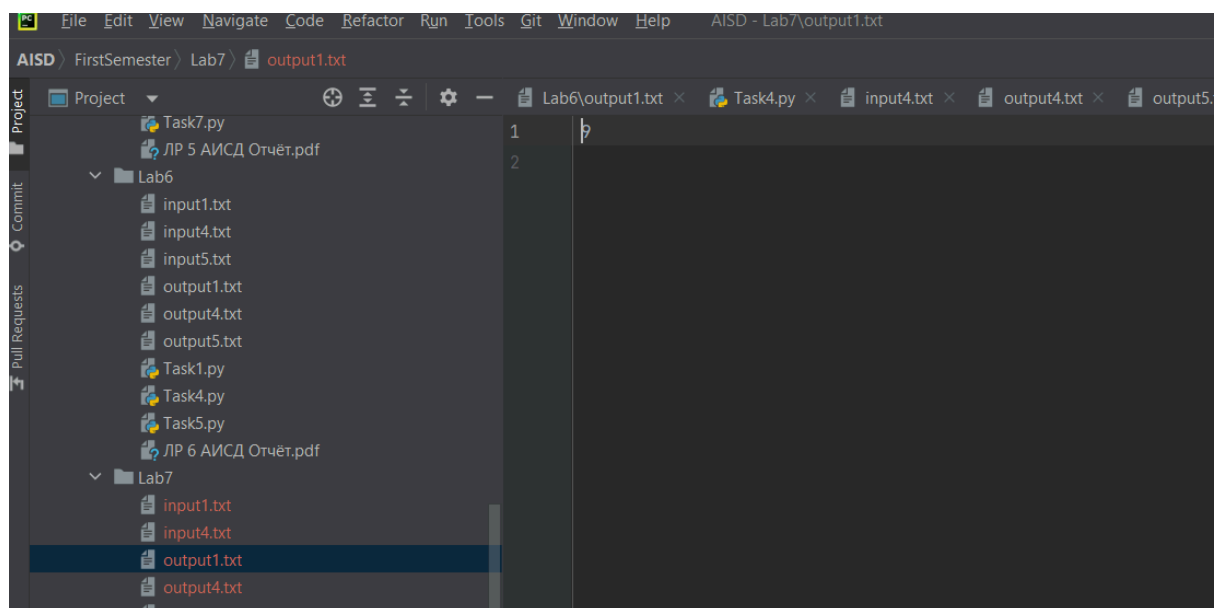 PC File Edit View Navigate Code Refactor Run Tools Git Window Help AISD - Lab7\output1.txt
AISD FirstSemester Lab7 output1.txt
Project
Commit
Pull Requests
Project
Lab6\output1.txt Task4.py input4.txt output4.txt output5.
Task7.py
ЛР 5 АИСД Отчёт.pdf
Lab6
input1.txt
input4.txt
input5.txt
output1.txt
output4.txt
output5.txt
Task1.py
Task4.py
Task5.py
ЛР 6 АИСД Отчёт.pdf
Lab7
input1.txt
input4.txt
output1.txt
output4.txt
1 9
2